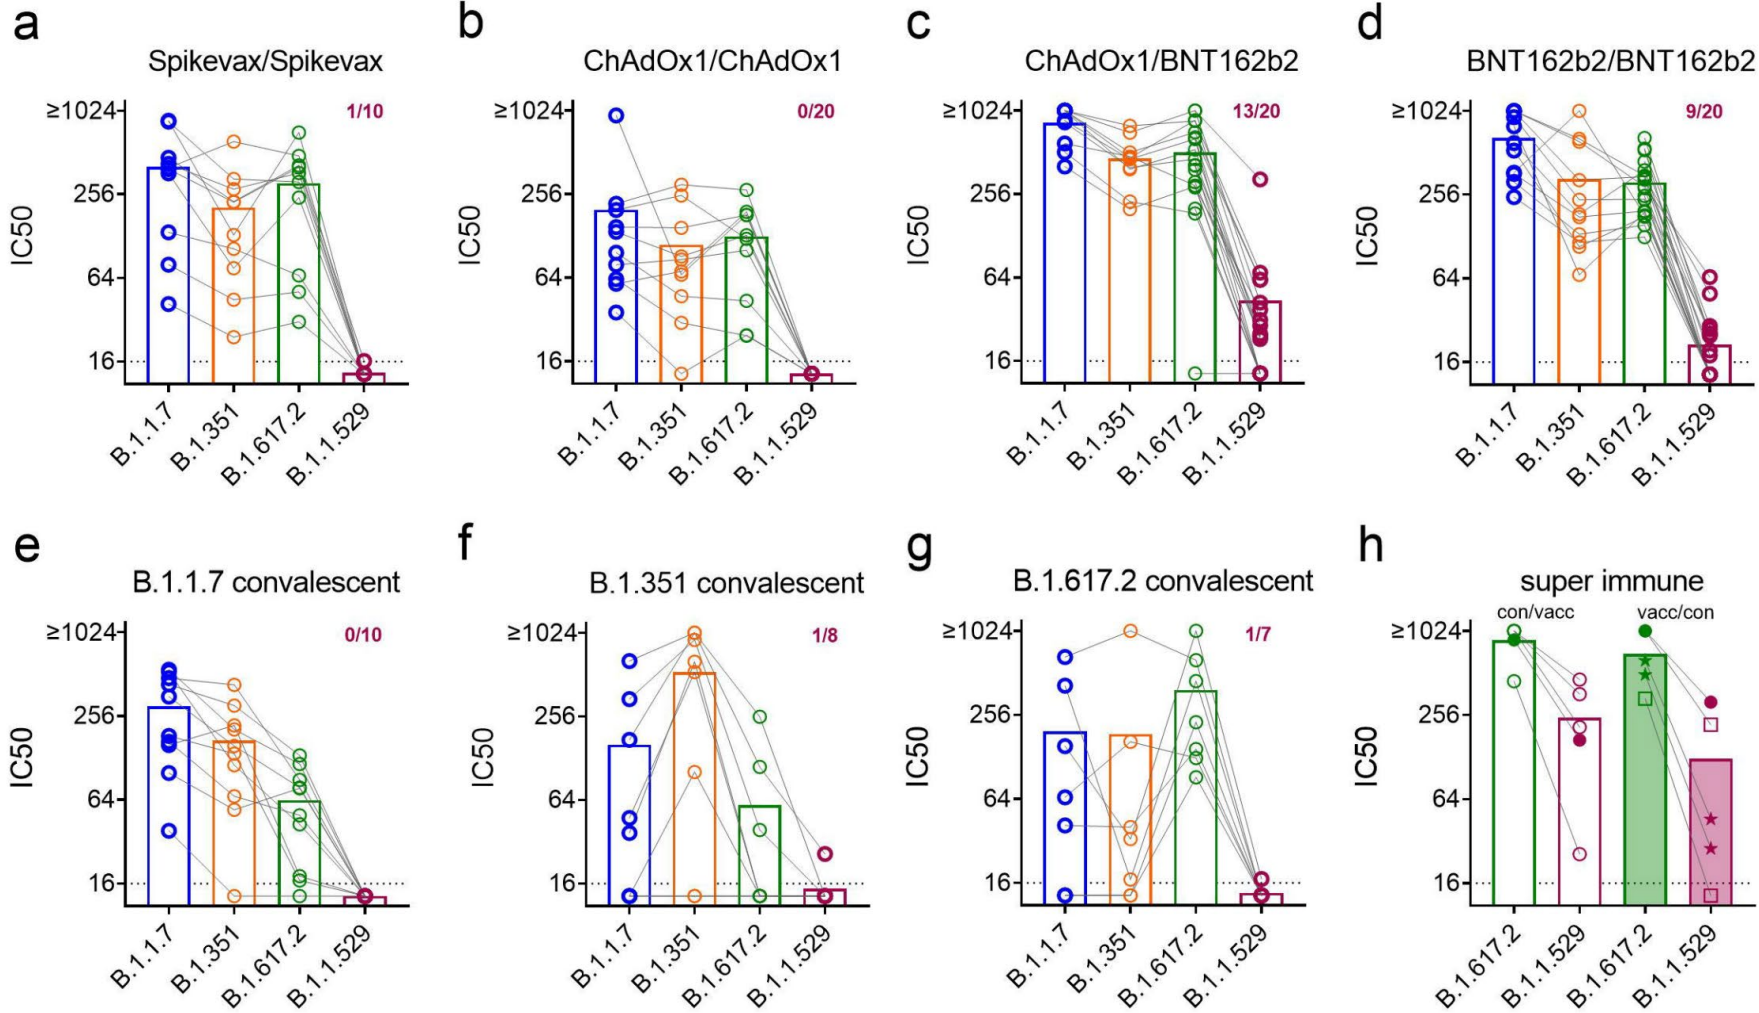 a
Spikevax/Spikevax
≥1024
256
64
16
IC50
1/10
B.1.1.7
B.1.351
B.1.617.2
B.1.1.529
b
ChAdOx1/ChAdOx1
≥1024
256
64
16
IC50
0/20
B.1.1.7
B.1.351
B.1.617.2
B.1.1.529
c
ChAdOx1/BNT162b2
≥1024
256
64
16
IC50
13/20
B.1.1.7
B.1.351
B.1.617.2
B.1.1.529
d
BNT162b2/BNT162b2
≥1024
256
64
16
IC50
9/20
B.1.1.7
B.1.351
B.1.617.2
B.1.1.529
e
B.1.1.7 convalescent
≥1024
256
64
16
IC50
0/10
B.1.1.7
B.1.351
B.1.617.2
B.1.1.529
f
B.1.351 convalescent
≥1024
256
64
16
IC50
1/8
B.1.1.7
B.1.351
B.1.617.2
B.1.1.529
g
B.1.617.2 convalescent
≥1024
256
64
16
IC50
1/7
B.1.1.7
B.1.351
B.1.617.2
B.1.1.529
h
super immune
con/vacc vacc/con
≥1024
256
64
16
IC50
B.1.617.2
B.1.1.529
B.1.617.2
B.1.1.529